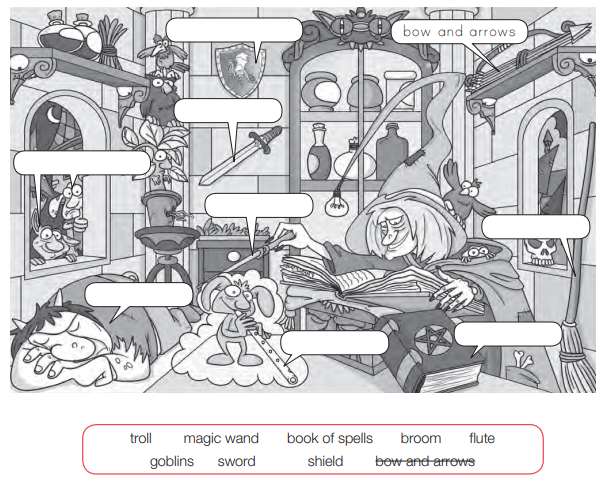 bow and arrows
troll magic wand book of spells broom flute
goblins sword shield bow and arrows